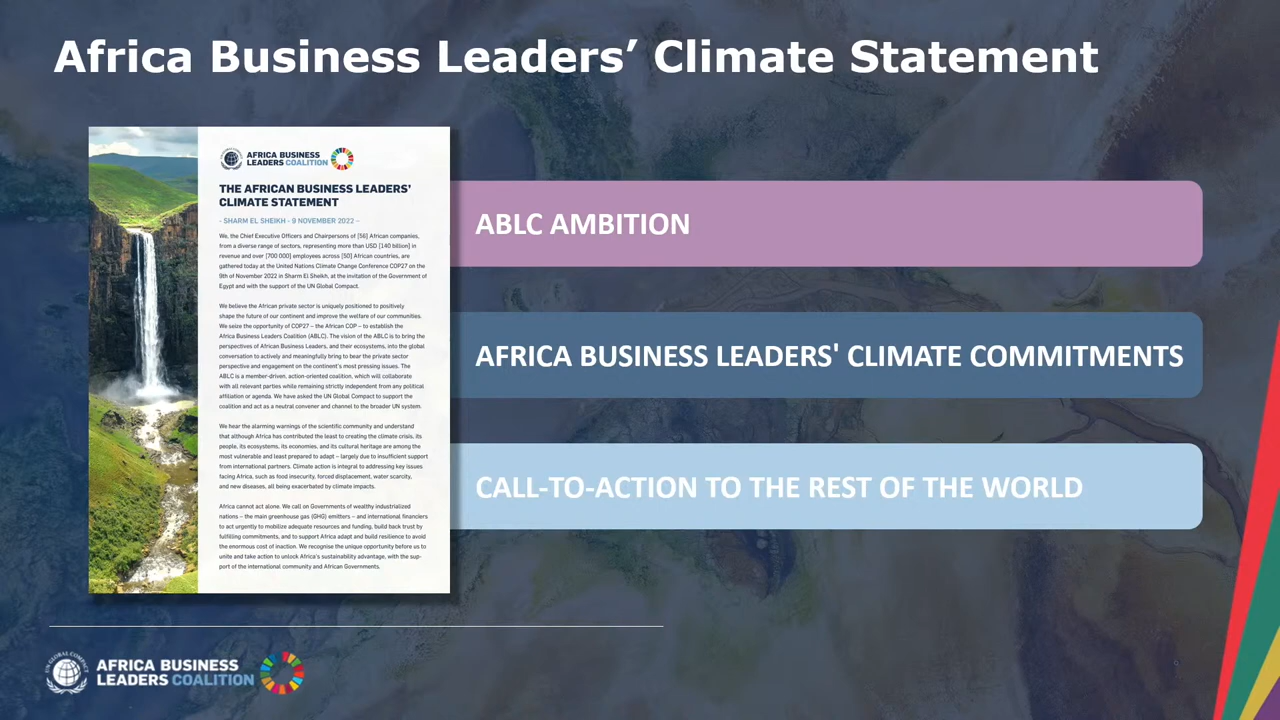 Africa Business Leaders’ Climate Statement
AFRICA BUSINESS
LEADERS COALITION
THE AFRICAN BUSINESS LEADERS'
CLIMATE STATEMENT
- SHARM EL SHEIKH - 9 NOVEMBER 2022 –
We, the Chief Executive Officers and Chairpersons of [56] African companies,
from a diverse range of sectors, representing more than USD [140 billion] in
revenue and over [700 000] employees across [50] African countries, are
gathered today at the United Nations Climate Change Conference COP27 on the
9th of November 2022 in Sharm El Sheikh, at the invitation of the Government of
Egypt and with the support of the UN Global Compact.
We believe the African private sector is uniquely positioned to positively
shape the future of our continent and improve the welfare of our communities.
We seize the opportunity of COP27 – the African COP – to establish the
Africa Business Leaders Coalition (ABLC). The vision of the ABLC is to bring the
perspectives of African Business Leaders, and their ecosystems, into the global
conversation to actively and meaningfully bring to bear the private sector
perspective and engagement on the continent's most pressing issues. The
ABLC is a member-driven, action-oriented coalition, which will collaborate
with all relevant parties while remaining strictly independent from any political
affiliation or agenda. We have asked the UN Global Compact to support the
coalition and act as a neutral convener and channel to the broader UN system.
We hear the alarming warnings of the scientific community and understand
that although Africa has contributed the least to creating the climate crisis, its
people, its ecosystems, its economies, and its cultural heritage are among the
most vulnerable and least prepared to adapt – largely due to insufficient support
from international partners. Climate action is integral to addressing key issues
facing Africa, such as food insecurity, forced displacement, water scarcity,
and new diseases, all being exacerbated by climate impacts.
Africa cannot act alone. We call on Governments of wealthy industrialized
nations – the main greenhouse gas (GHG) emitters – and international financiers
to act urgently to mobilize adequate resources and funding, build back trust by
fulfilling commitments, and to support Africa adapt and build resilience to avoid
the enormous cost of inaction. We recognise the unique opportunity before us to
unite and take action to unlock Africa's sustainability advantage, with the sup-
port of the international community and African Governments.
ABLC AMBITION
AFRICA BUSINESS LEADERS' CLIMATE COMMITMENTS
CALL-TO-ACTION TO THE REST OF THE WORLD
UN GLOBAL COMPACT
AFRICA BUSINESS
LEADERS COALITION